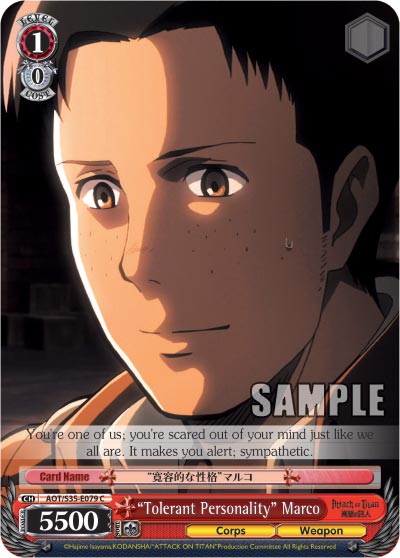 LEVEL
1
0
COST
SAMPLE
You're one of us; you're scared out of your mind just like we
all are. It makes you alert; sympathetic.
Card Name
“寛容的な性格”マルコ
CH
AOT/S35-E079 C
“Tolerant Personality” Marco
Attack on Titan
進撃の巨人
POWER
5500
SOUL
Corps
Weapon
©Hajime Isayama,KODANSHA/"ATTACK ON TITAN"Production Committee. All Rights Reserved